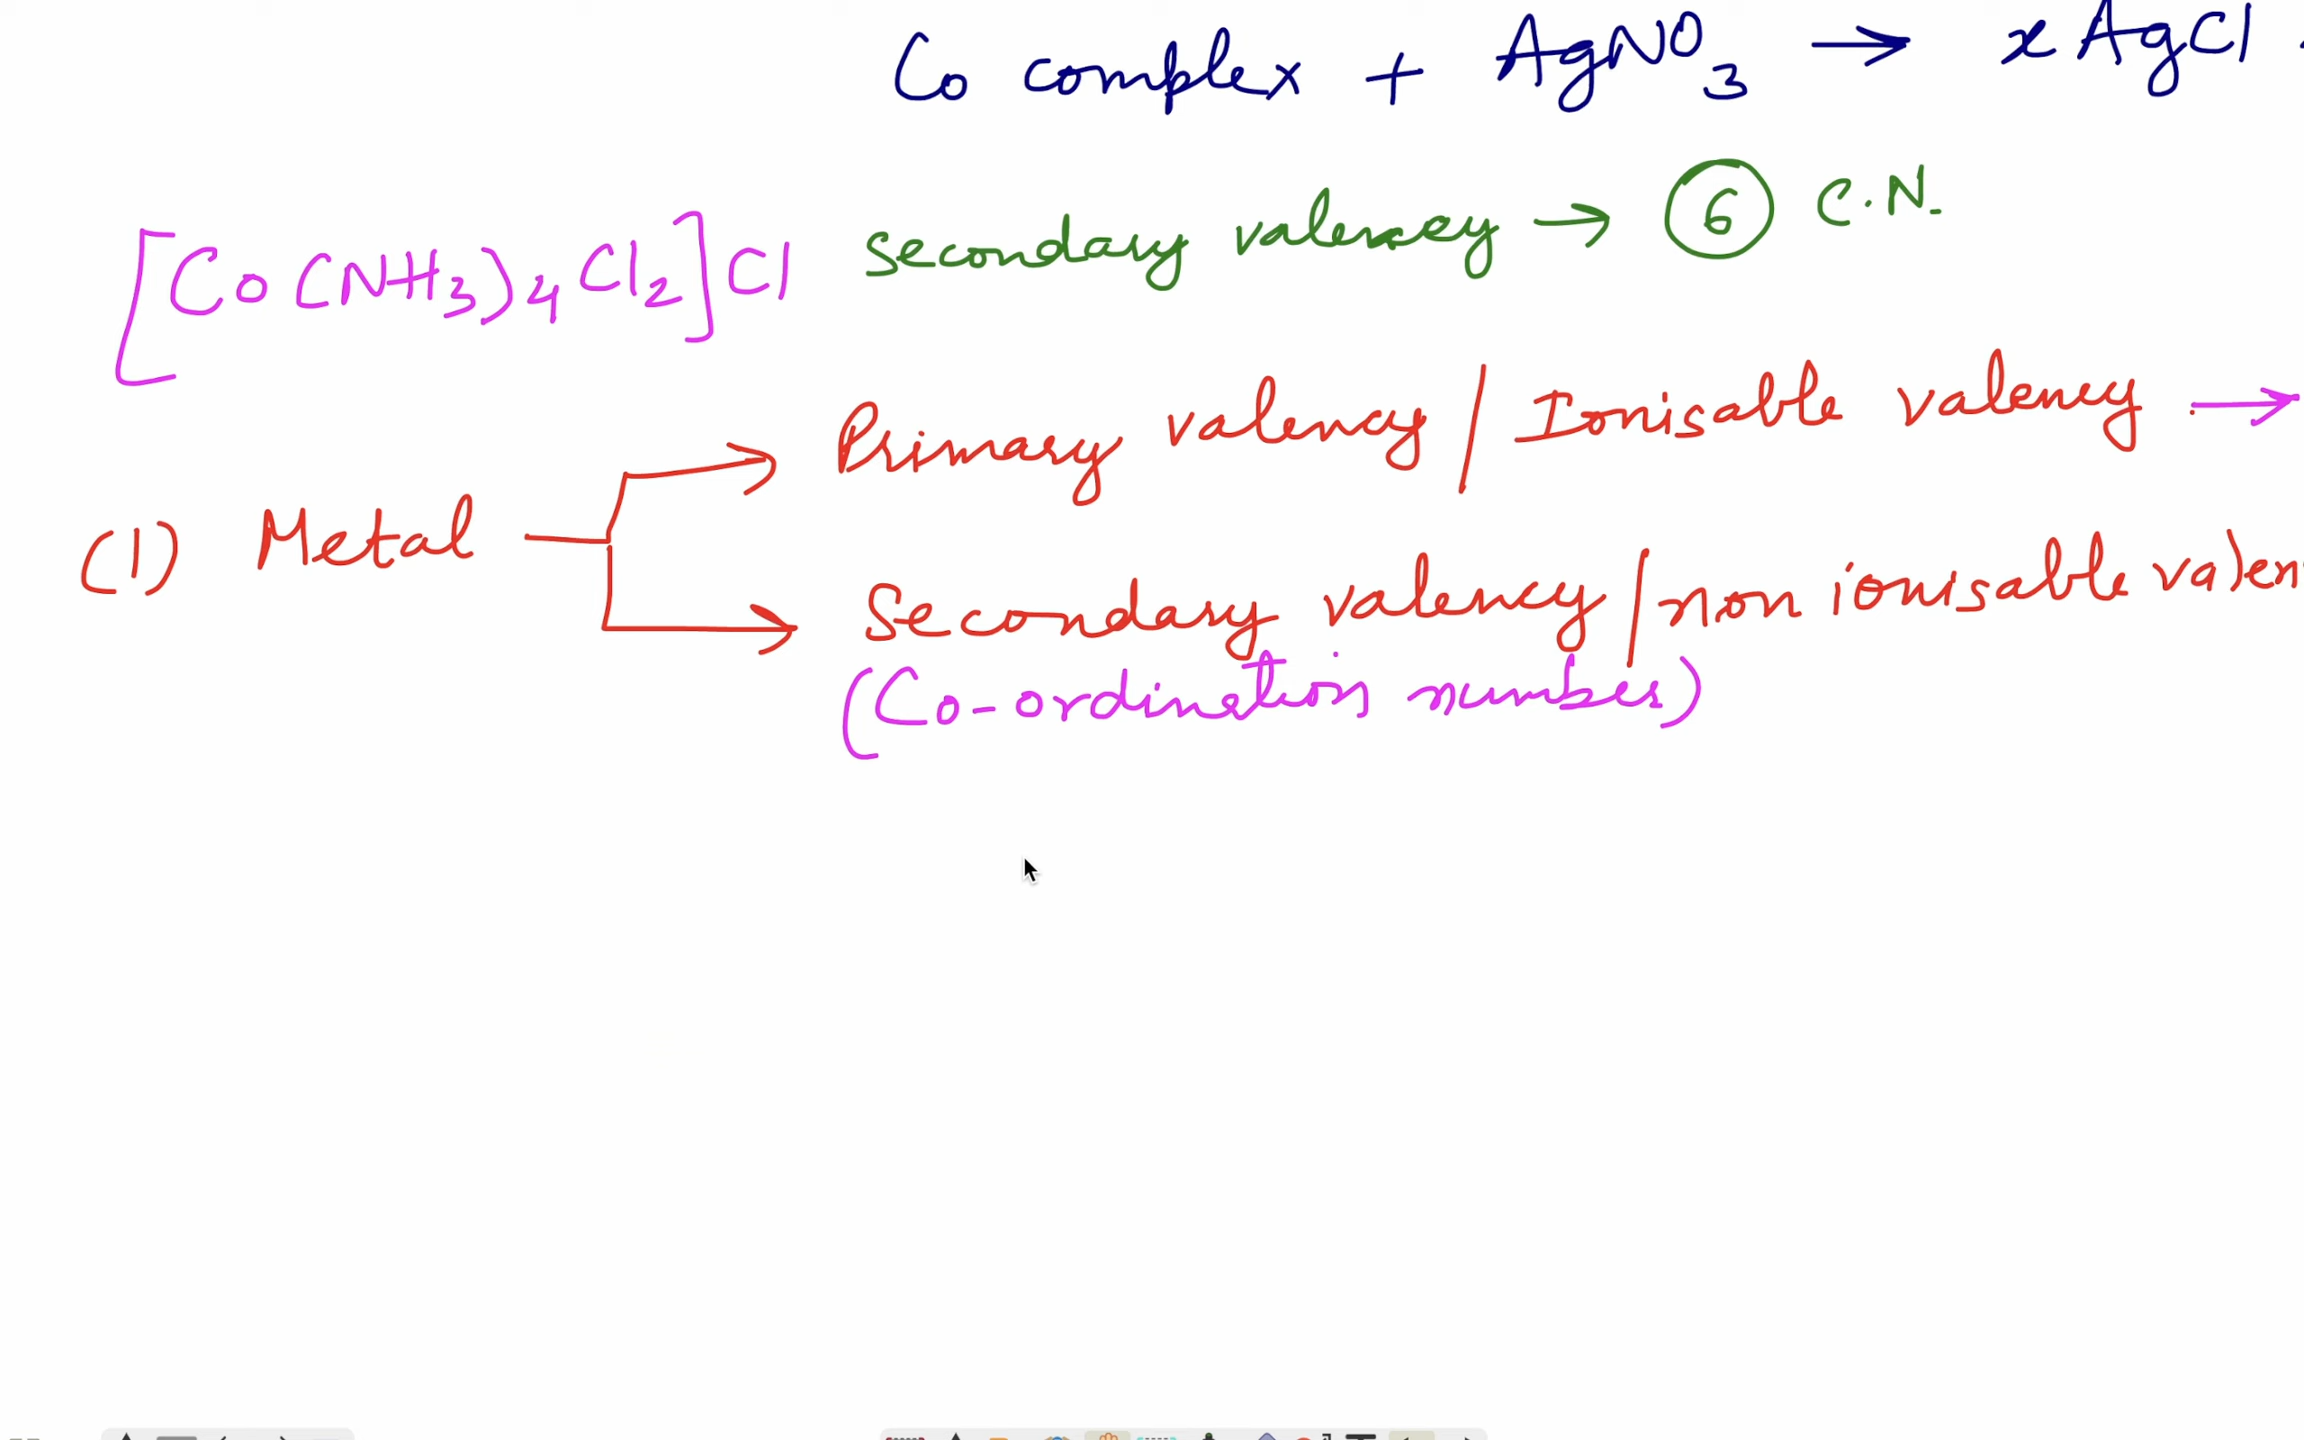 Co complex + AgNO3 → x AgCl
secondary valency → 6 C.N.
[Co(NH3)4Cl2]Cl
Primary valency / Ionisable valency →
(1) Metal
Secondary valency / non ionisable valen
(Co-ordination number)